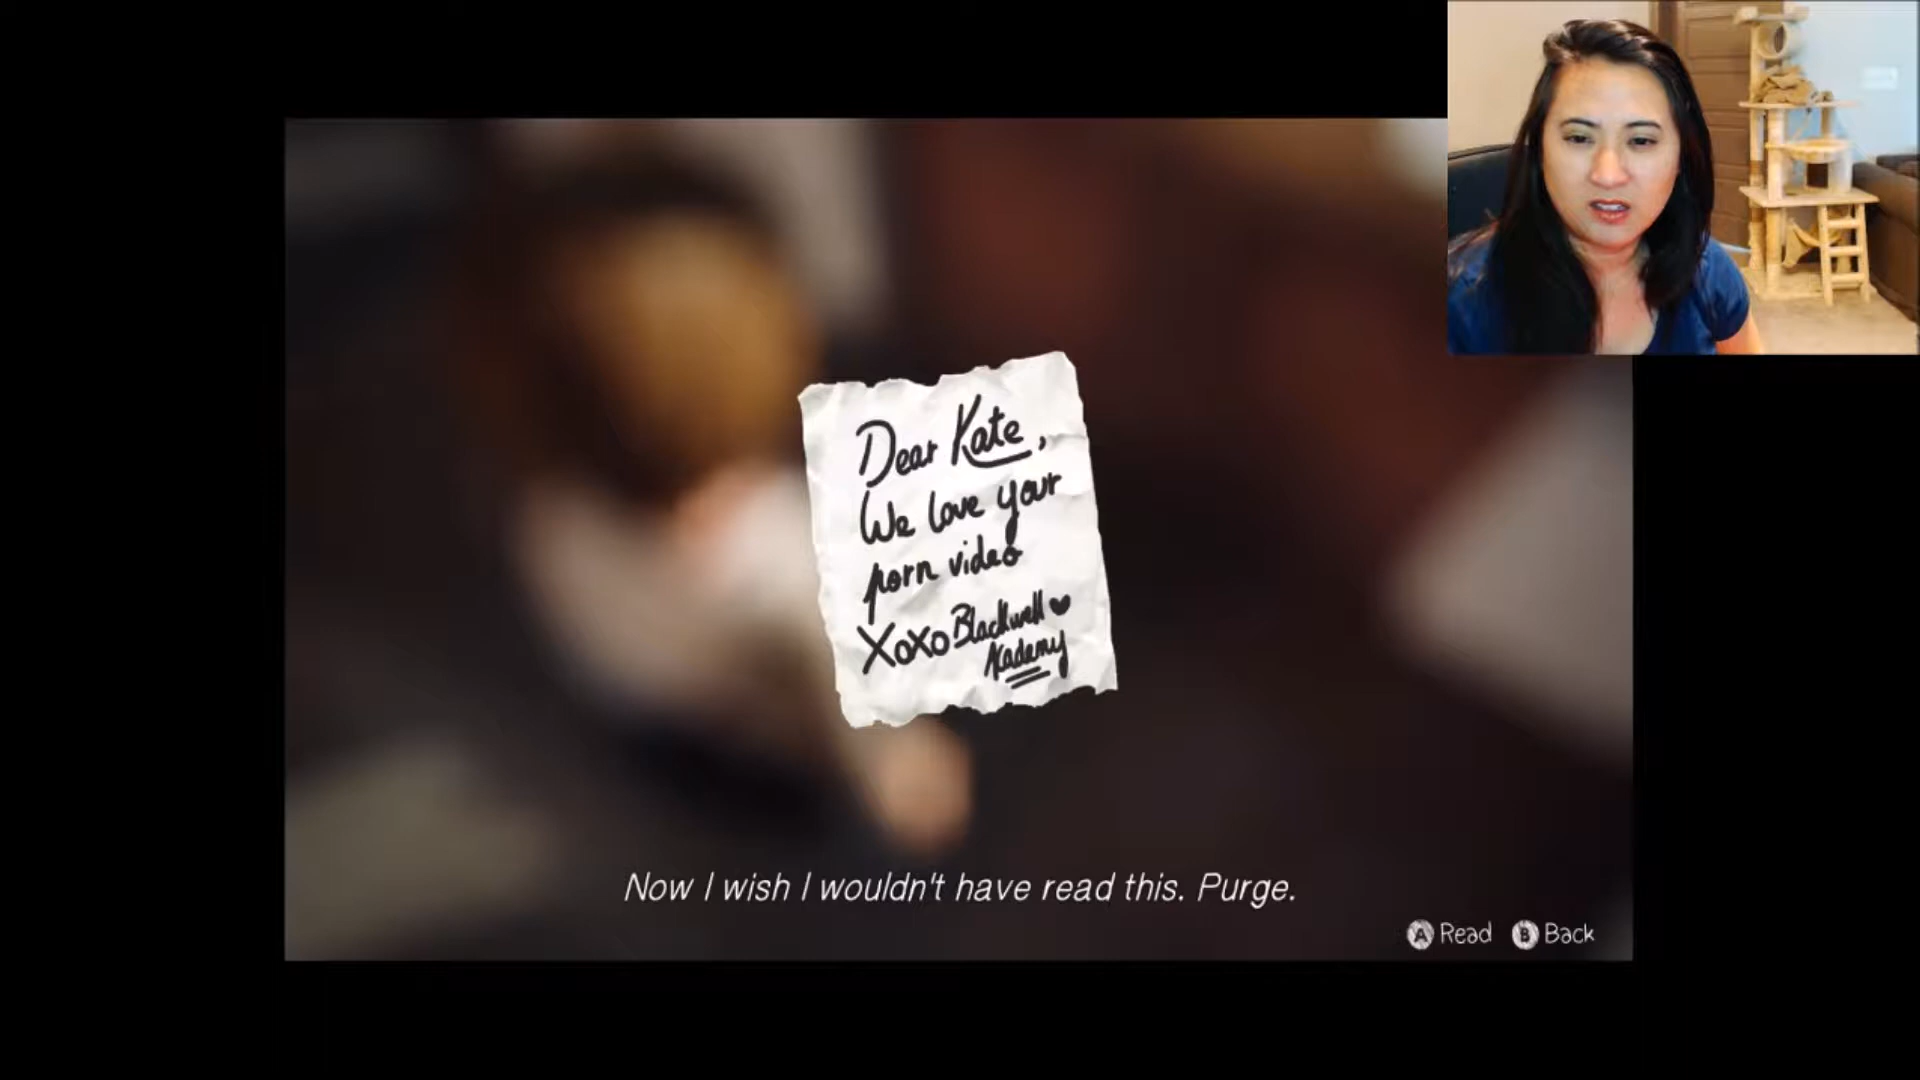 Dear Kate,
We love your
porn video
XoXo Blackwell
Academy
Now I wish I wouldn't have read this. Purge.
A Read B Back